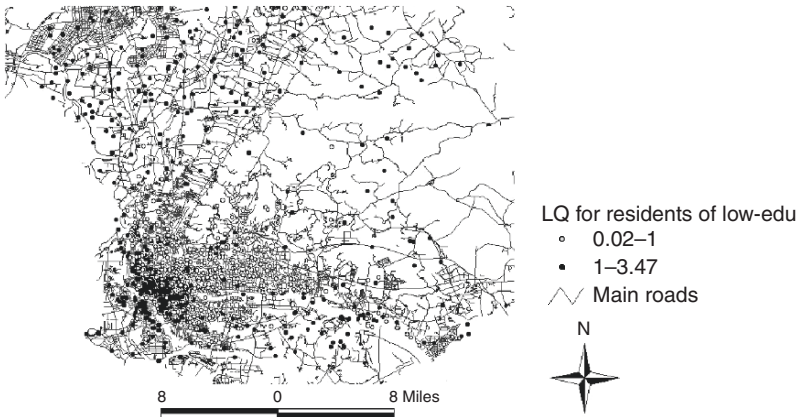 LQ for residents of low-edu
0.02–1
1–3.47
Main roads
N
8 0 8 Miles